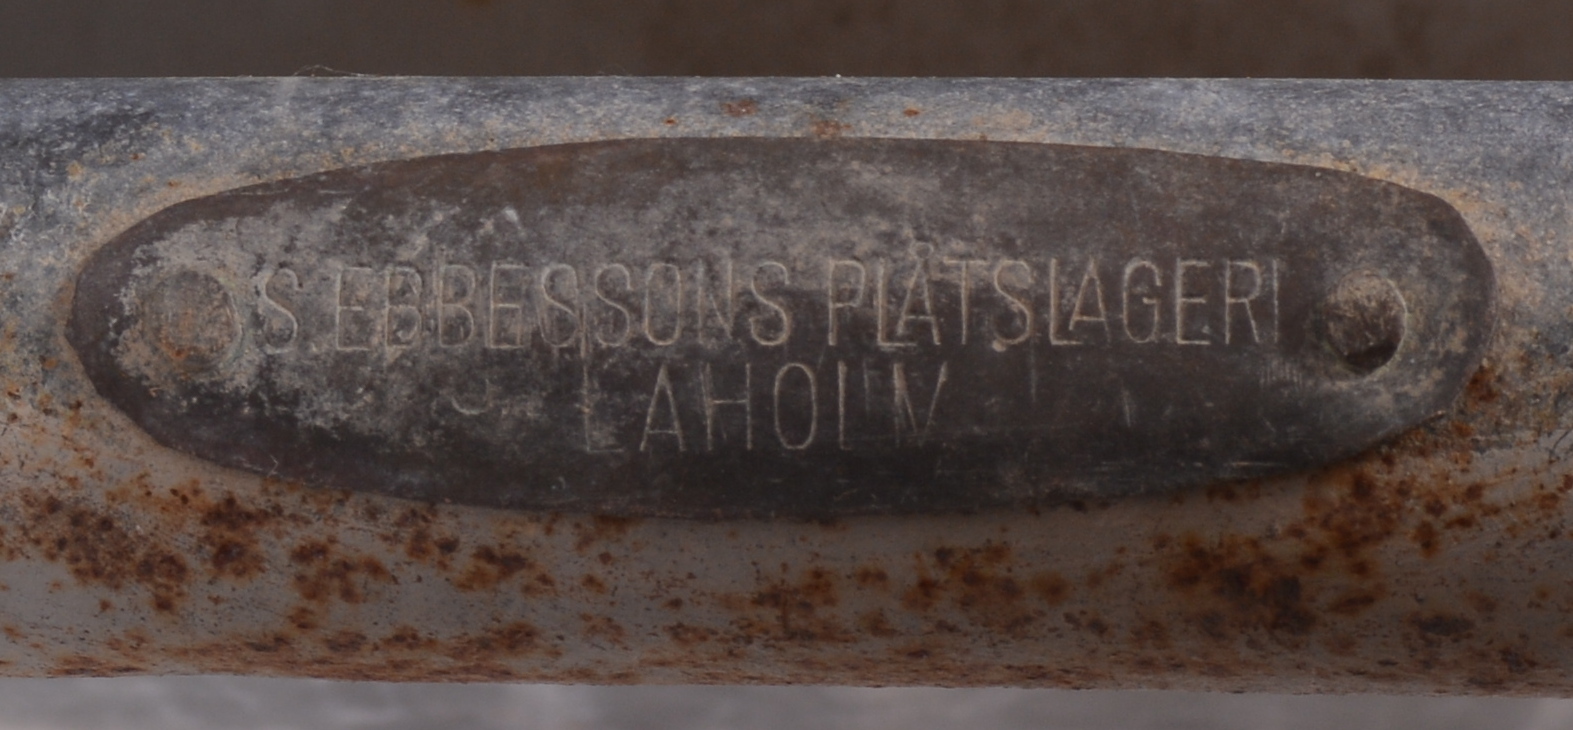 S. EBBESSONS PLÅTSLAGERI
LAHOLM